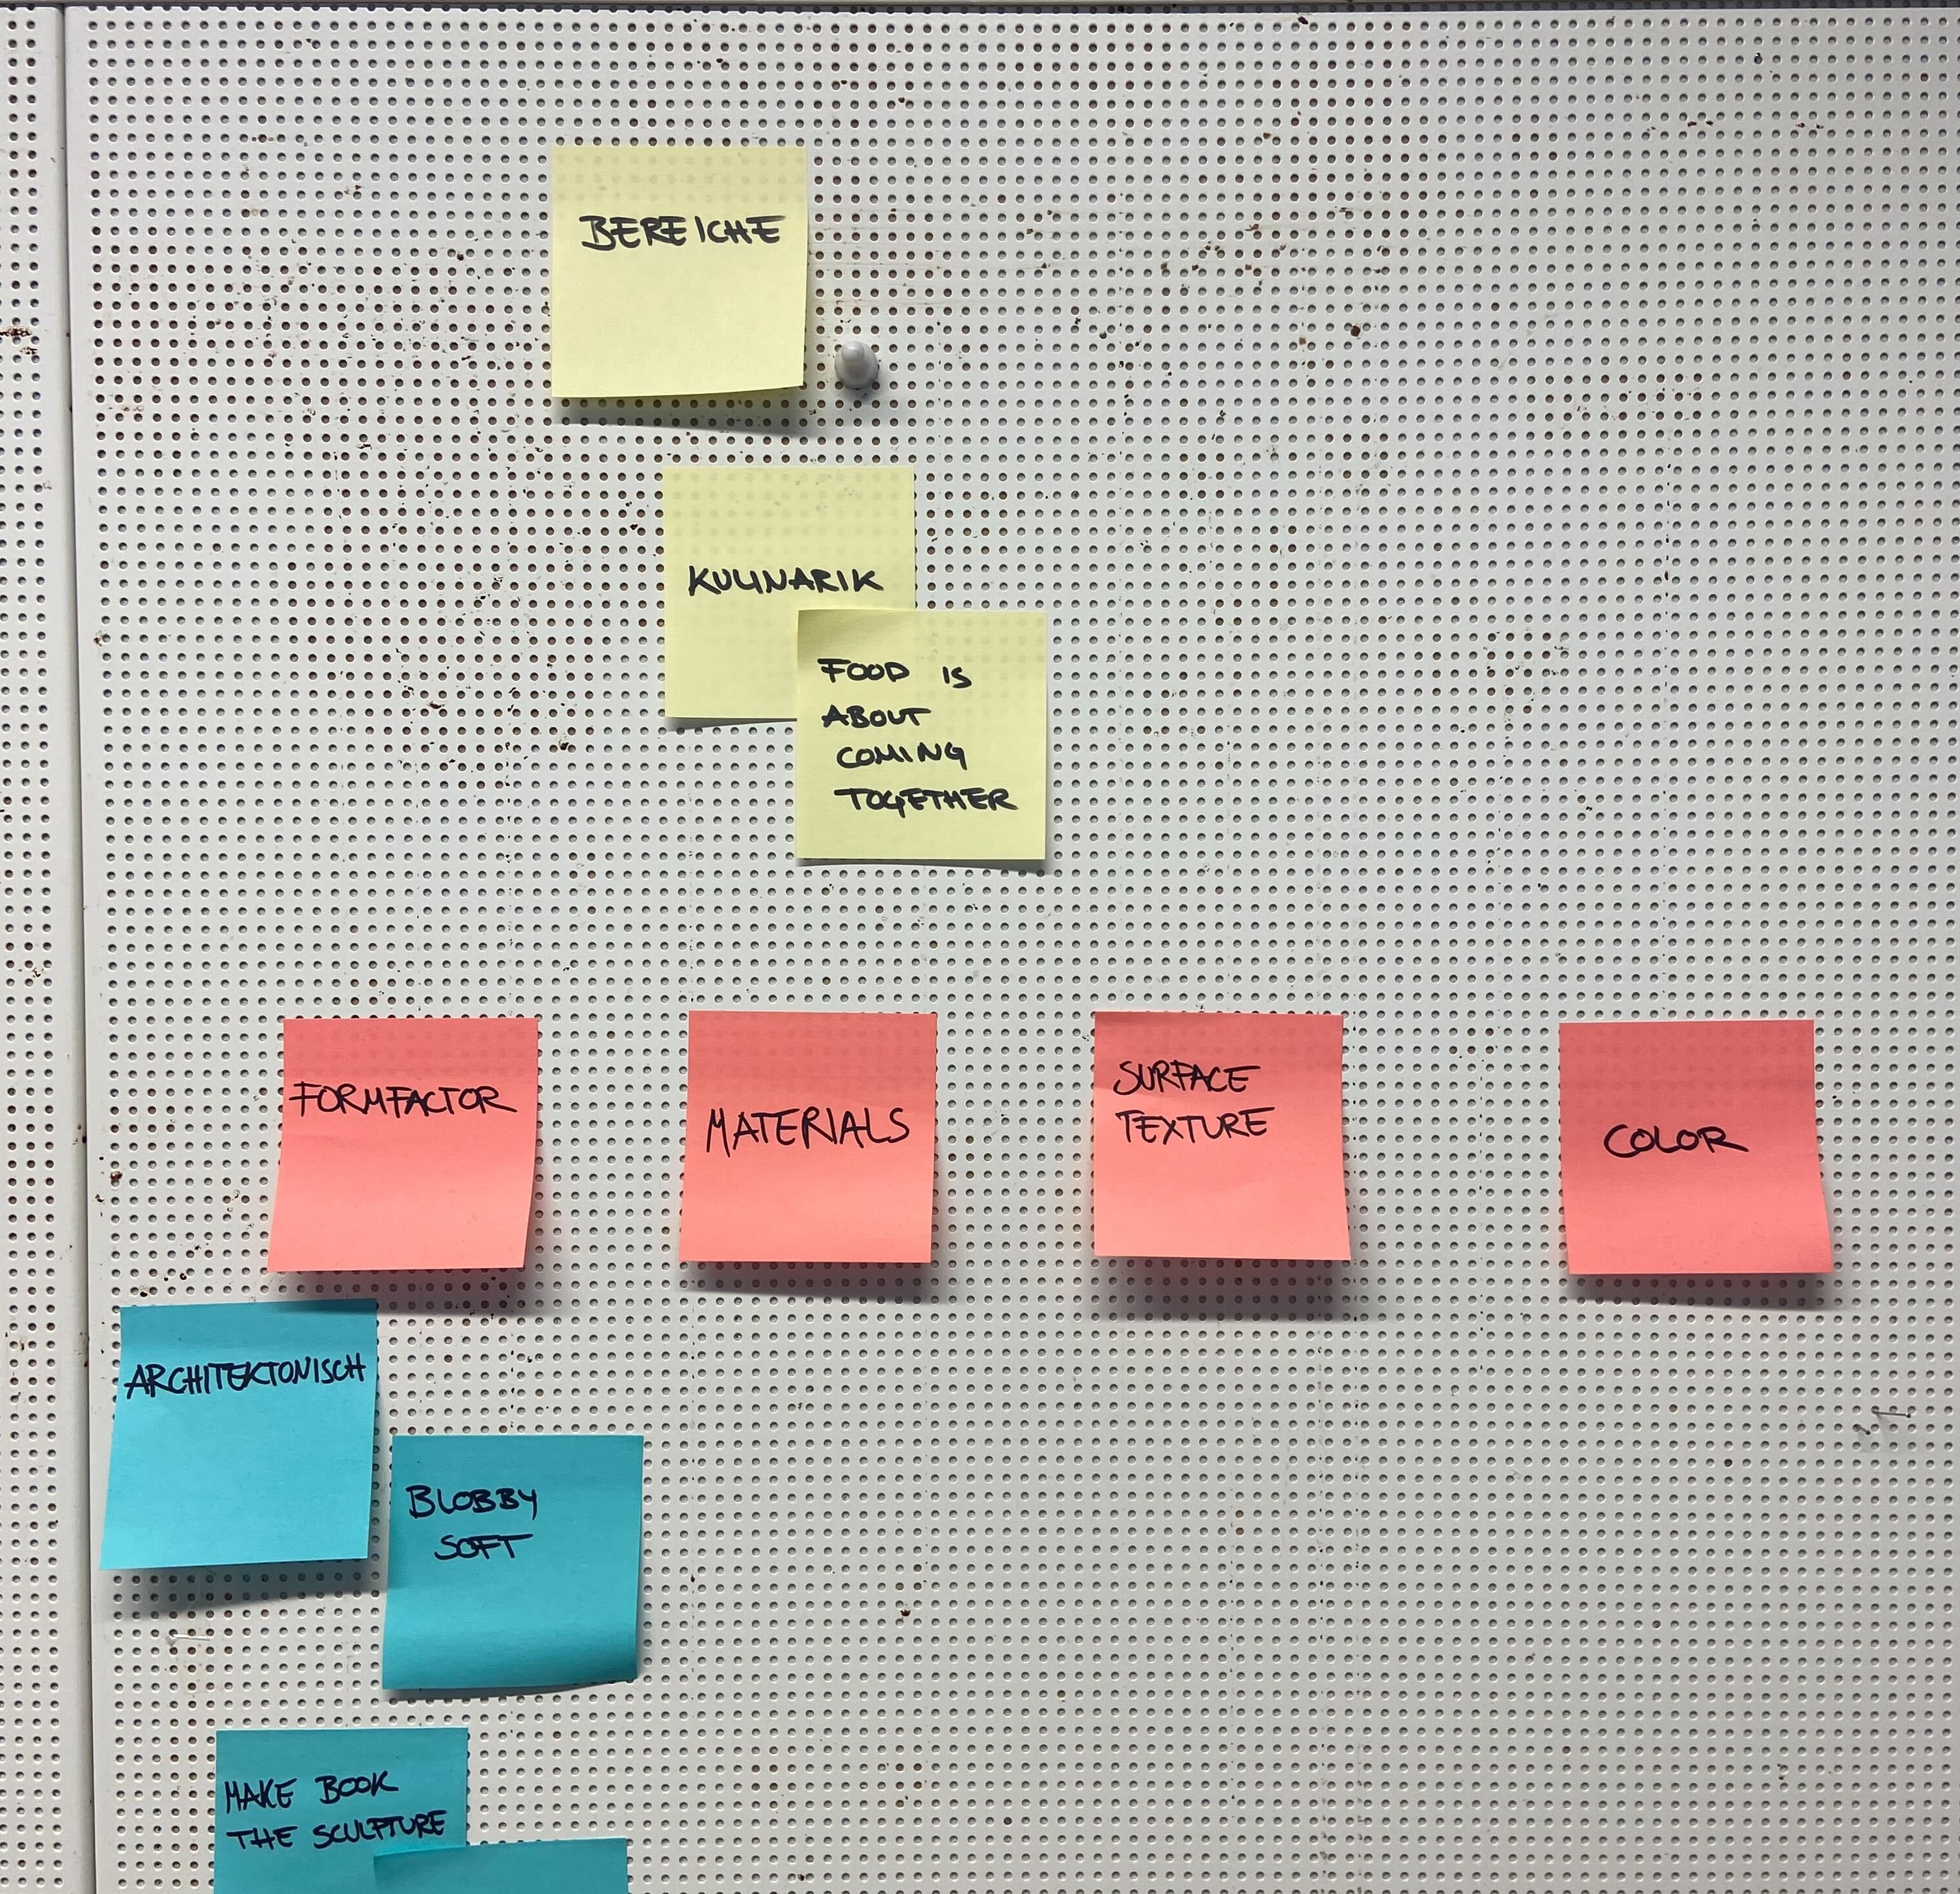 BEREICHE
KULINARIK
FOOD IS
ABOUT
COMING
TOGETHER
FORMFACTOR
MATERIALS
SURFACE
TEXTURE
COLOR
ARCHITEKTONISCH
BLOBBY
SOFT
MAKE BOOK
THE SCULPTURE